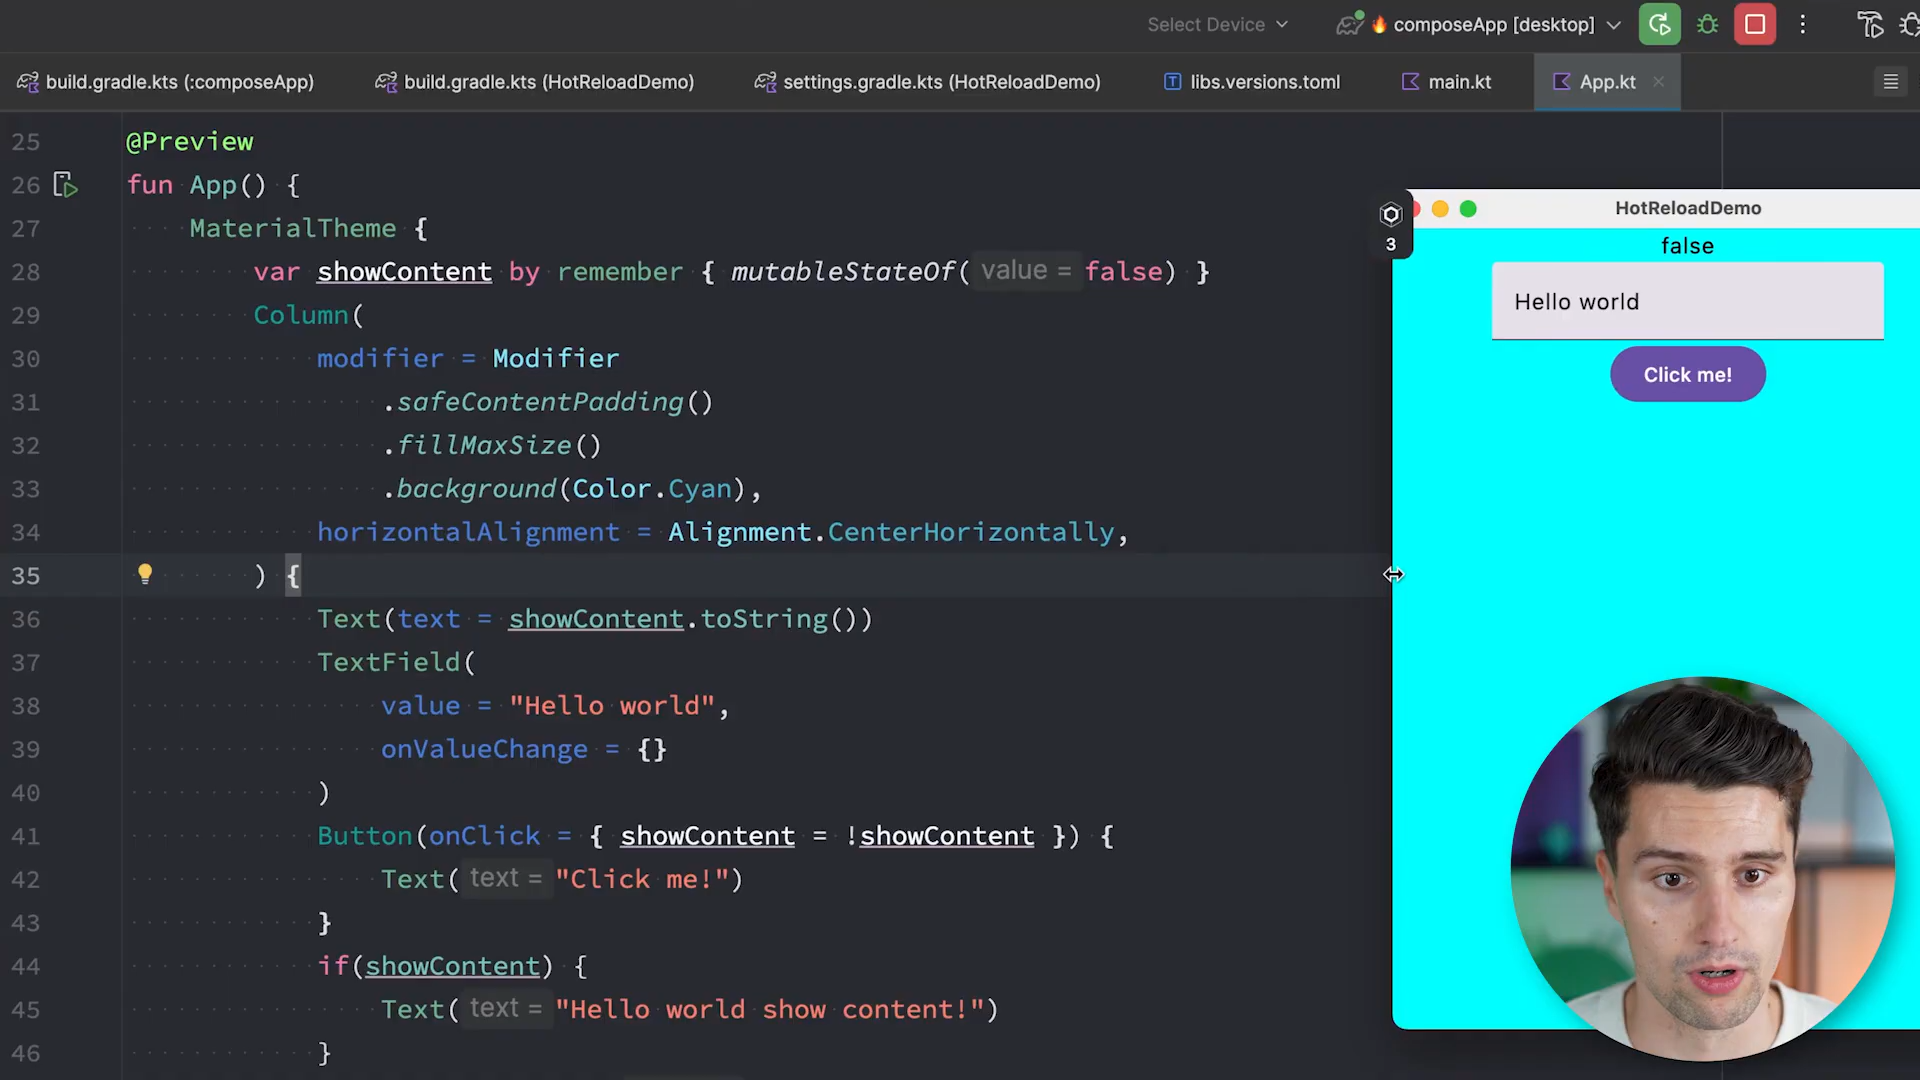 Select Device
composeApp [desktop]
build.gradle.kts (:composeApp)
build.gradle.kts (HotReloadDemo)
settings.gradle.kts (HotReloadDemo)
libs.versions.toml
main.kt
App.kt
25 @Preview
26 fun App() {
27 MaterialTheme {
28 var showContent by remember { mutableStateOf( value = false) }
29 Column(
30 modifier = Modifier
31 .safeContentPadding()
32 .fillMaxSize()
33 .background(Color.Cyan),
34 horizontalAlignment = Alignment.CenterHorizontally,
35 ) {
36 Text(text = showContent.toString())
37 TextField(
38 value = "Hello world",
39 onValueChange = {}
40 )
41 Button(onClick = { showContent = !showContent }) {
42 Text( text = "Click me!")
43 }
44 if(showContent) {
45 Text( text = "Hello world show content!")
46 }
3
HotReloadDemo
false
Hello world
Click me!